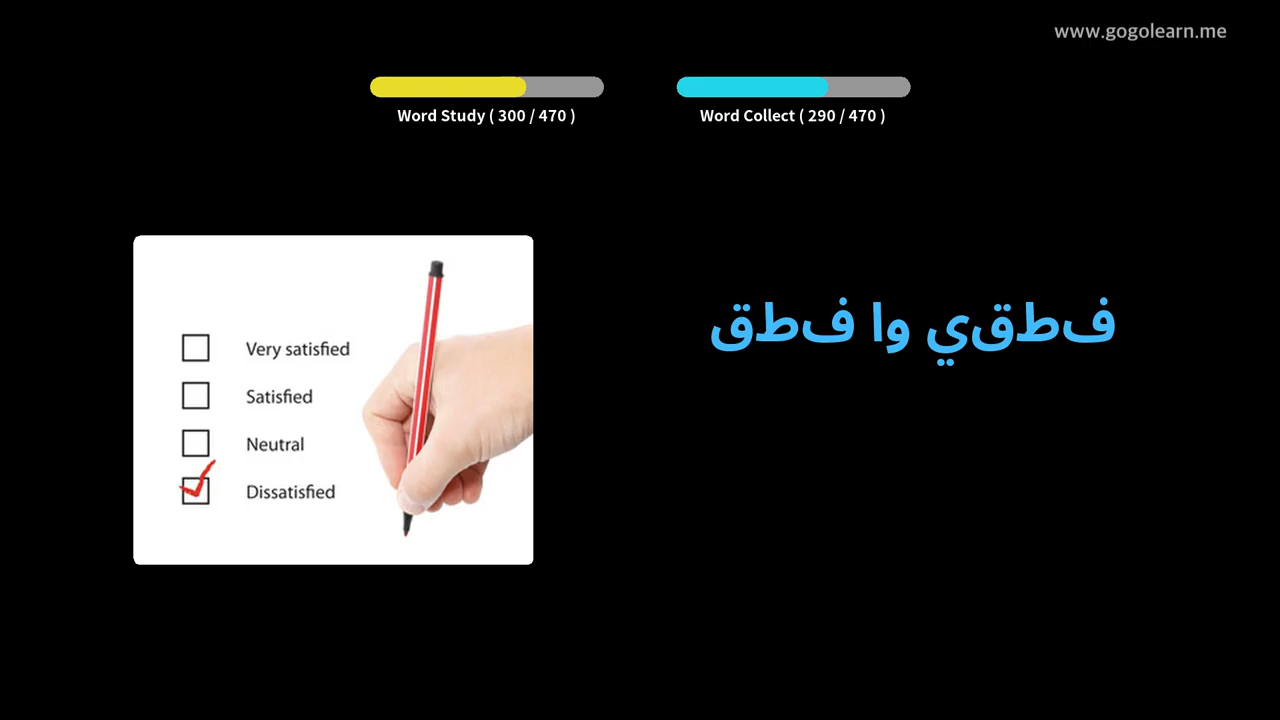 www.gogolearn.me
Word Study ( 300 / 470 )
Word Collect ( 290 / 470 )
فطقي وا فطق
Very satisfied
Satisfied
Neutral
Dissatisfied